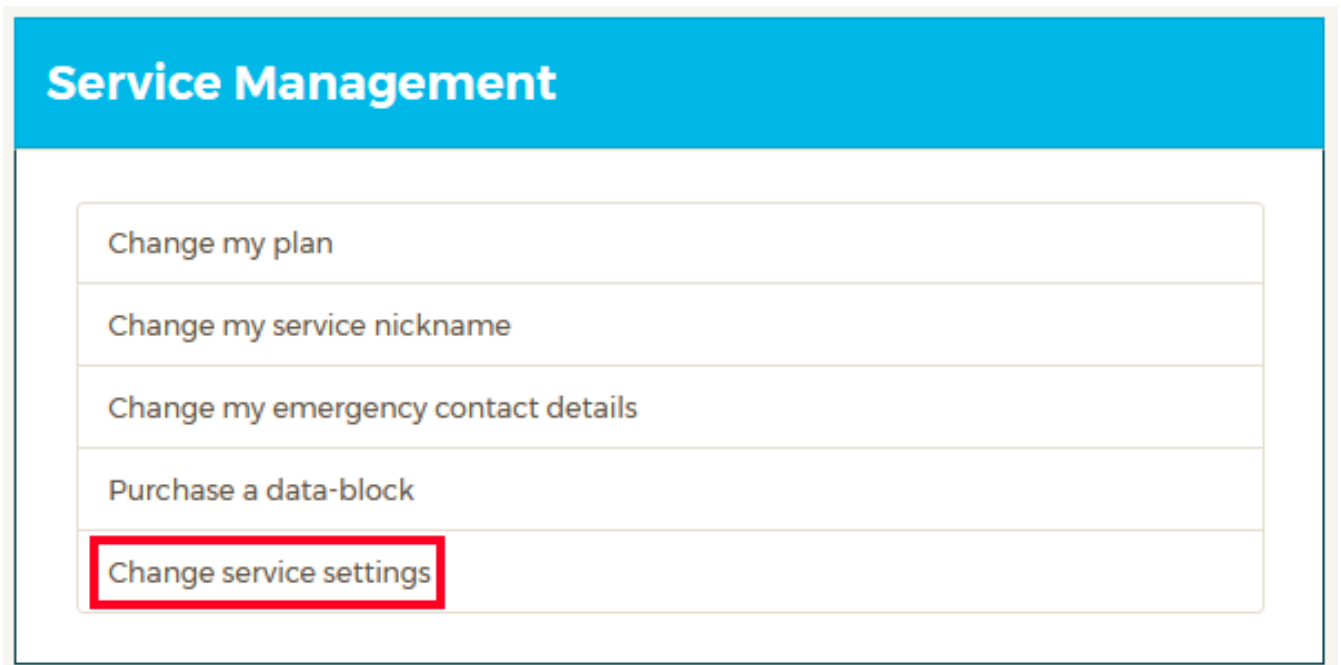 Service Management
Change my plan
Change my service nickname
Change my emergency contact details
Purchase a data-block
Change service settings